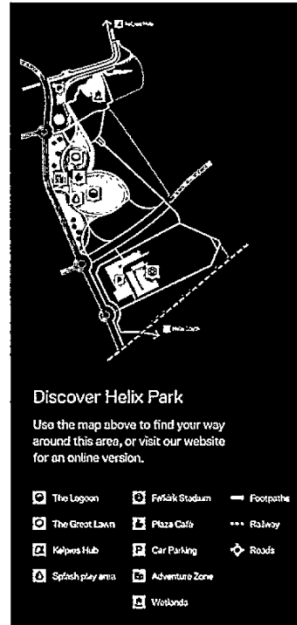 Discover Helix Park
Use the map above to find your way
around this area, or visit our website
for an online version.
The Lagoon
The Great Lawn
Kelpies Hub
Splash play area
Falkirk Stadium
Plaza Café
Car Parking
Adventure Zone
Wetlands
Footpaths
Railway
Roads